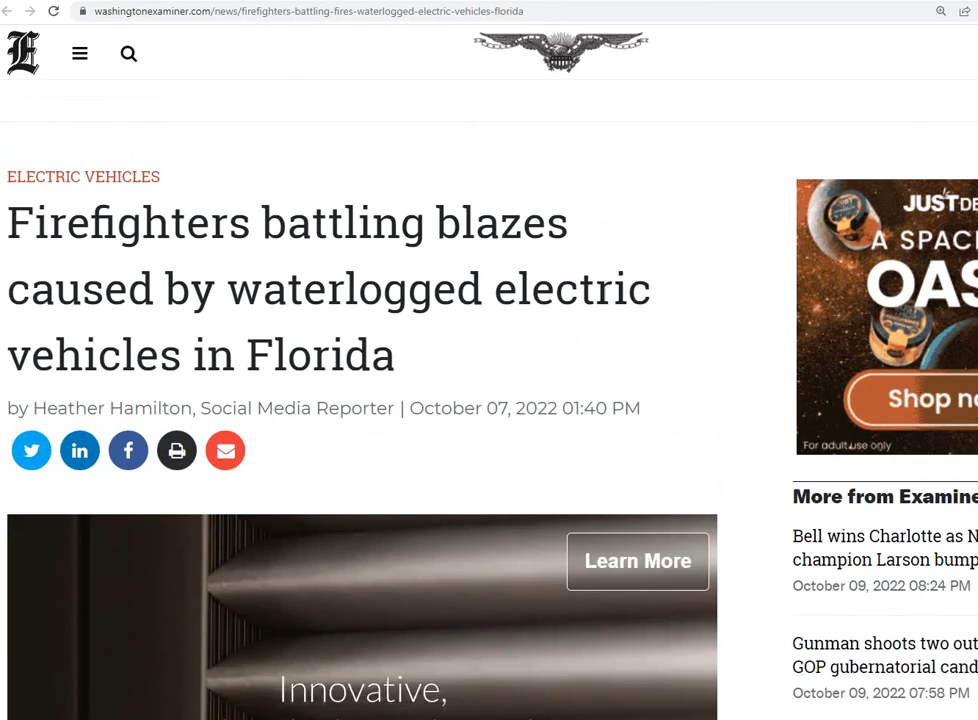 washingtonexaminer.com/news/firefighters-battling-fires-waterlogged-electric-vehicles-florida
E
ELECTRIC VEHICLES
Firefighters battling blazes
caused by waterlogged electric
vehicles in Florida
by Heather Hamilton, Social Media Reporter | October 07, 2022 01:40 PM
in
f
Learn More
Innovative,
JUSTDE
A SPAC
OAS
Shop no
For adult use only
More from Examine
Bell wins Charlotte as N
champion Larson bump
October 09, 2022 08:24 PM
Gunman shoots two out
GOP gubernatorial cand
October 09, 2022 07:58 PM